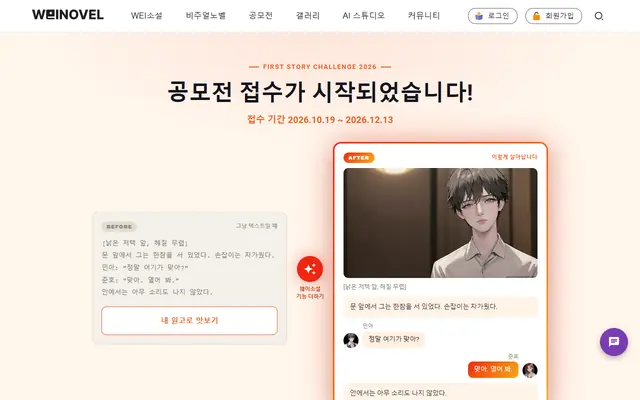 WEINOVEL
WEI소설
비주얼노벨
공모전
갤러리
AI 스튜디오
커뮤니티
로그인
회원가입
FIRST STORY CHALLENGE 2026
공모전 접수가 시작되었습니다!
접수 기간 2026.10.19 ~ 2026.12.13
BEFORE
그냥 텍스트일 때
[낡은 저택 앞, 해질 무렵]
문 앞에서 그는 한참을 서 있었다. 손잡이는 차가웠다.
민아: "정말 여기가 맞아?"
준호: "맞아. 열어 봐."
안에서는 아무 소리도 나지 않았다.
내 원고로 맛보기
웨이소설
기능 더하기
AFTER
이렇게 살아납니다
[낡은 저택 앞, 해질 무렵]
문 앞에서 그는 한참을 서 있었다. 손잡이는 차가웠다.
민아
정말 여기가 맞아?
준호
맞아. 열어 봐.
안에서는 아무 소리도 나지 않았다.